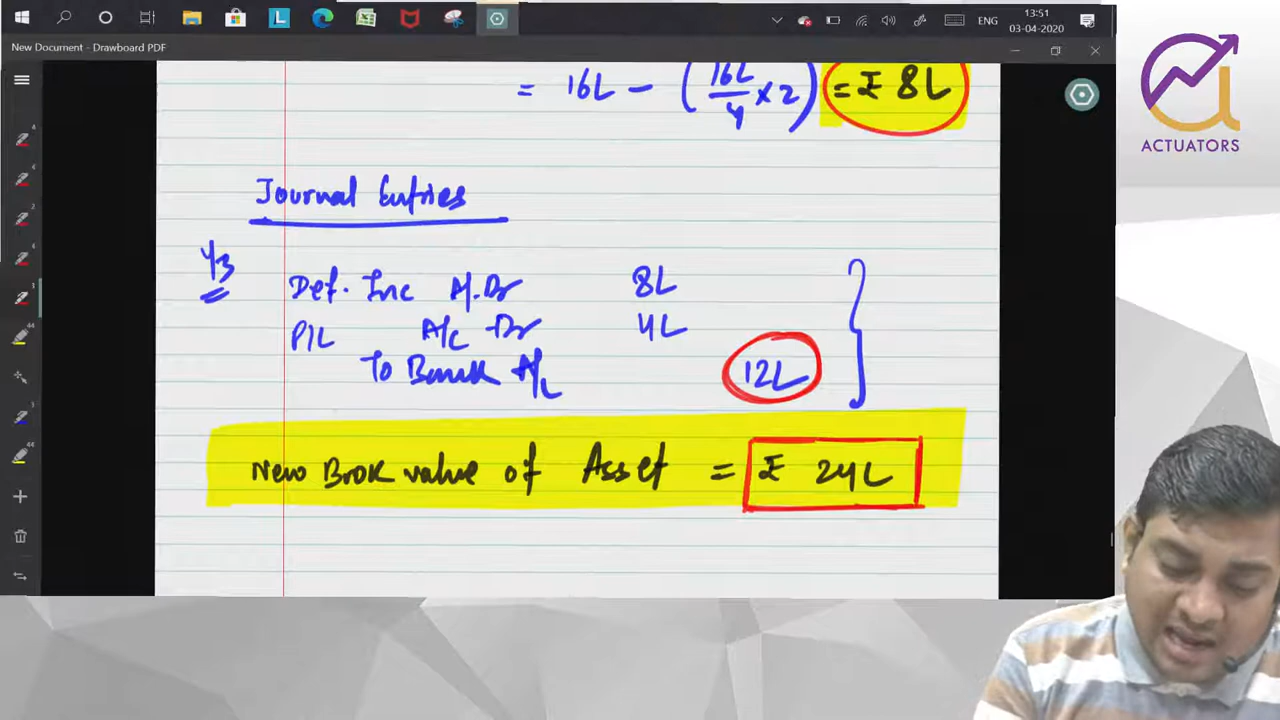 13:51
ENG
03-04-2020
New Document - Drawboard PDF
ACTUATORS
= 16L - (16L/4 x 2) = ₹ 8L
Journal Entries
Y3
Def. Inc A/. Dr 8L
P/L A/c Dr 4L
To Bank A/c 12L
New Book value of Asset = ₹ 24L